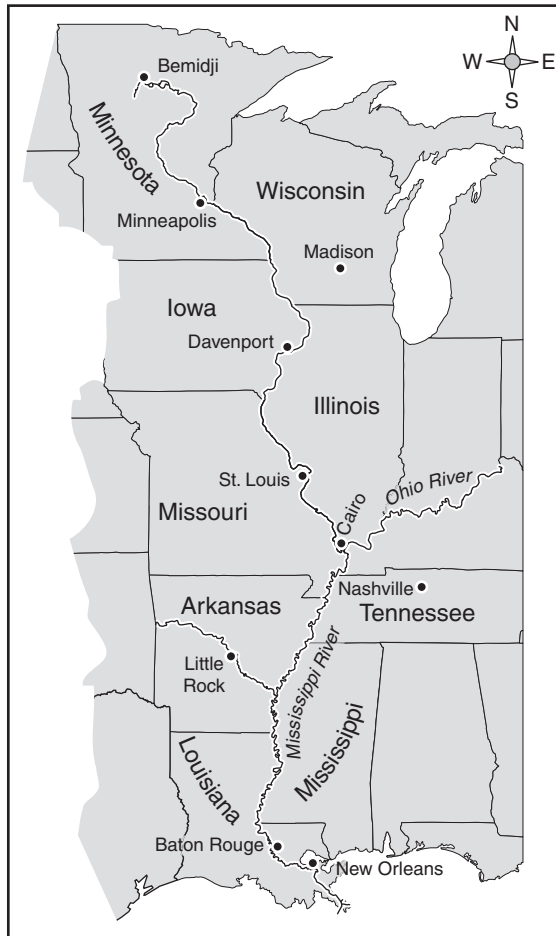 N
W E
S
Bemidji
Minnesota
Minneapolis
Wisconsin
Madison
Iowa
Davenport
Illinois
St. Louis
Missouri
Cairo
Ohio River
Nashville
Tennessee
Arkansas
Little
Rock
Mississippi River
Mississippi
Louisiana
Baton Rouge
New Orleans